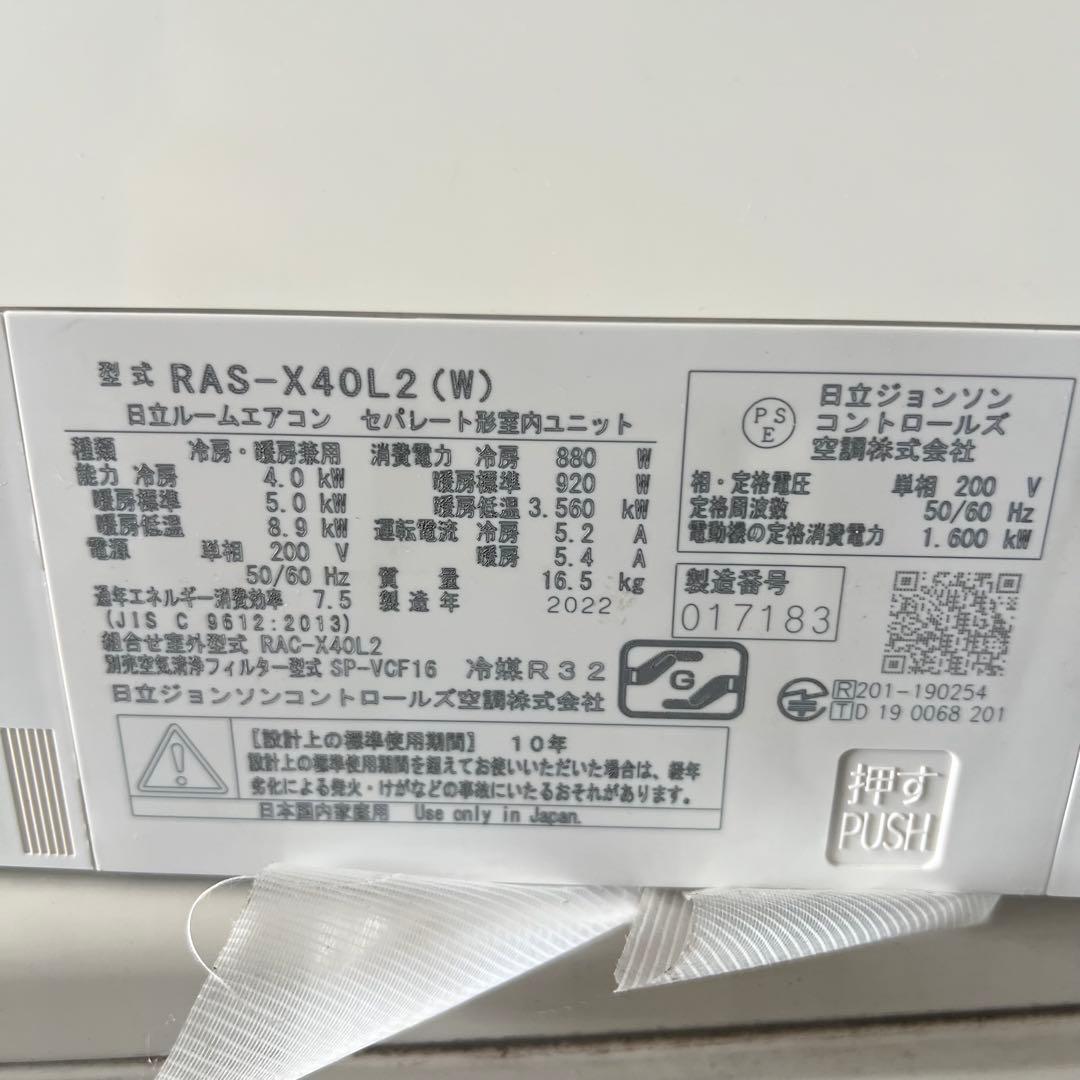 型式 RAS-X40L2(W)
日立ルームエアコン セパレート形室内ユニット
種類 冷房・暖房兼用
能力 冷房 4.0 kW
暖房標準 5.0 kW
暖房低温 8.9 kW
電源 単相 200 V
50/60 Hz
通年エネルギー消費効率 7.5
(JIS C 9612:2013)
消費電力 冷房 880 W
暖房標準 920 W
暖房低温 3.560 kW
運転電流 冷房 5.2 A
暖房 5.4 A
質量 16.5 kg
製造年 2022
組合せ室外型式 RAC-X40L2
別売空気清浄フィルター型式 SP-VCF16 冷媒R32
日立ジョンソンコントロールズ空調株式会社
G
[設計上の標準使用期間] 10年
設計上の標準使用期間を超えてお使いいただいた場合は、経年
劣化による発火・けがなどの事故にいたるおそれがあります。
日本国内家庭用 Use only in Japan.
PS
E
日立ジョンソン
コントロールズ
空調株式会社
相・定格電圧 単相 200 V
定格周波数 50/60 Hz
電動機の定格消費電力 1.600 kW
製造番号
017183
R 201-190254
T D 19 0068 201
押す
PUSH